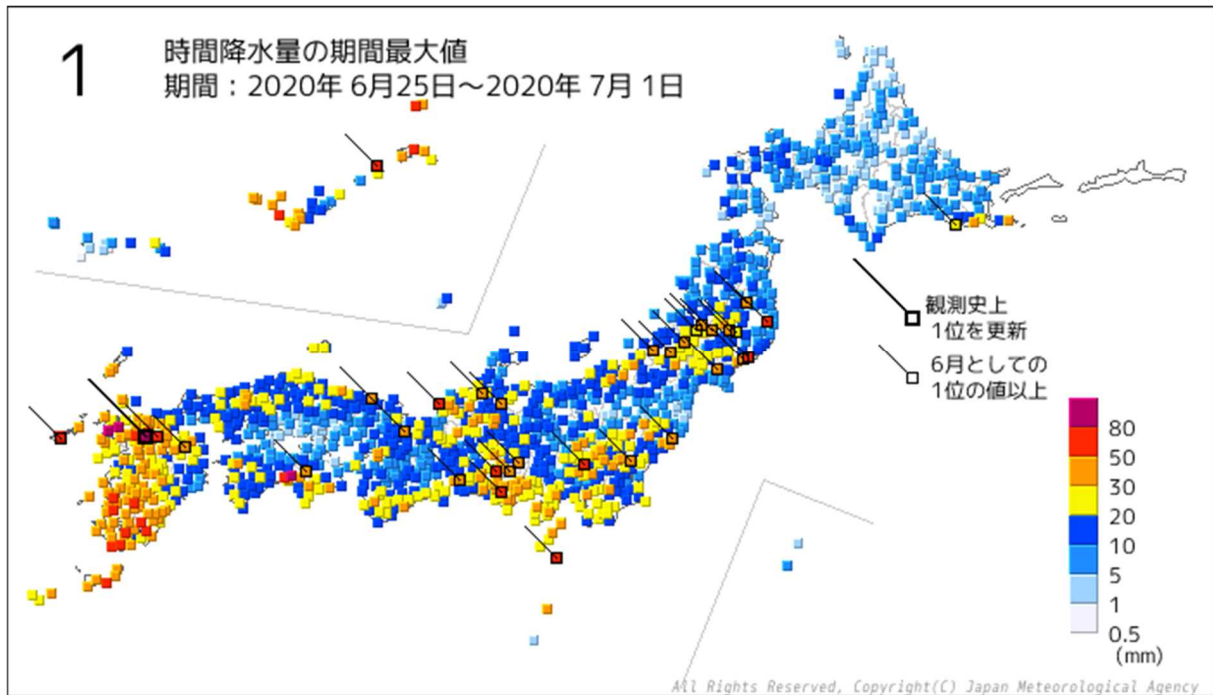 1
時間降水量の期間最大値
期間：2020年 6月25日～2020年 7月 1日
観測史上
1位を更新
6月としての
1位の値以上
80
50
30
20
10
5
1
0.5
(mm)
All Rights Reserved, Copyright(C) Japan Meteorological Agency